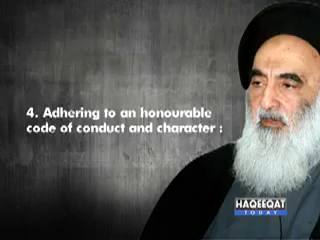 4. Adhering to an honourable
code of conduct and character :
HAQEEQAT
TODAY